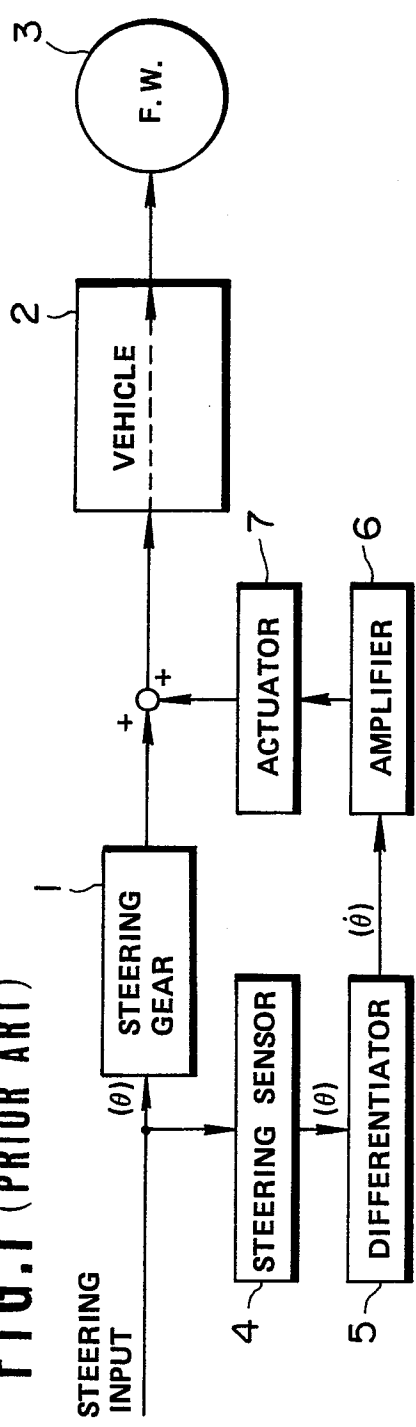 FIG.1 (PRIOR ART)
STEERING
INPUT
(θ)
1
STEERING
GEAR
+
+
2
VEHICLE
3
F. W.
4
STEERING SENSOR
(θ)
5
DIFFERENTIATOR
(θ̇)
6
AMPLIFIER
7
ACTUATOR